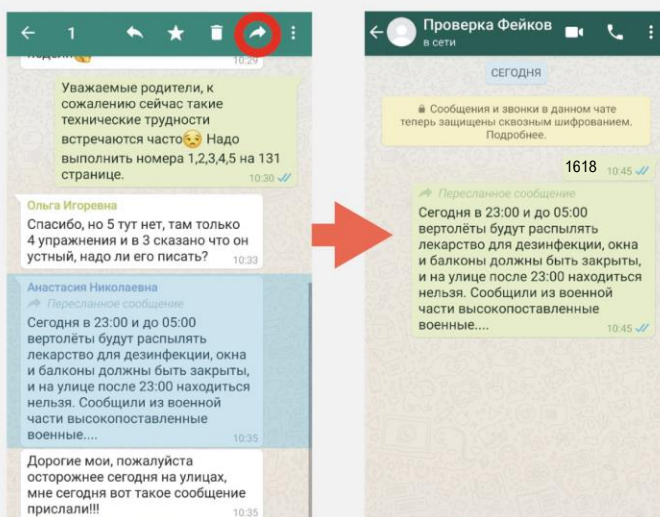 1
10:29
Уважаемые родители, к
сожалению сейчас такие
технические трудности
встречаются часто😒 Надо
выполнить номера 1,2,3,4,5 на 131
странице.
10:30
Ольга Игоревна
Спасибо, но 5 тут нет, там только
4 упражнения и в 3 сказано что он
устный, надо ли его писать?
10:33
Анастасия Николаевна
Пересланное сообщение
Сегодня в 23:00 и до 05:00
вертолёты будут распылять
лекарство для дезинфекции, окна
и балконы должны быть закрыты,
и на улице после 23:00 находиться
нельзя. Сообщили из военной
части высокопоставленные
военные....
10:35
Дорогие мои, пожалуйста
осторожнее сегодня на улицах,
мне сегодня вот такое сообщение
прислали!!!
10:35
Проверка Фейков
в сети
СЕГОДНЯ
Сообщения и звонки в данном чате
теперь защищены сквозным шифрованием.
Подробнее.
1618 10:45
Пересланное сообщение
Сегодня в 23:00 и до 05:00
вертолёты будут распылять
лекарство для дезинфекции, окна
и балконы должны быть закрыты,
и на улице после 23:00 находиться
нельзя. Сообщили из военной
части высокопоставленные
военные....
10:45